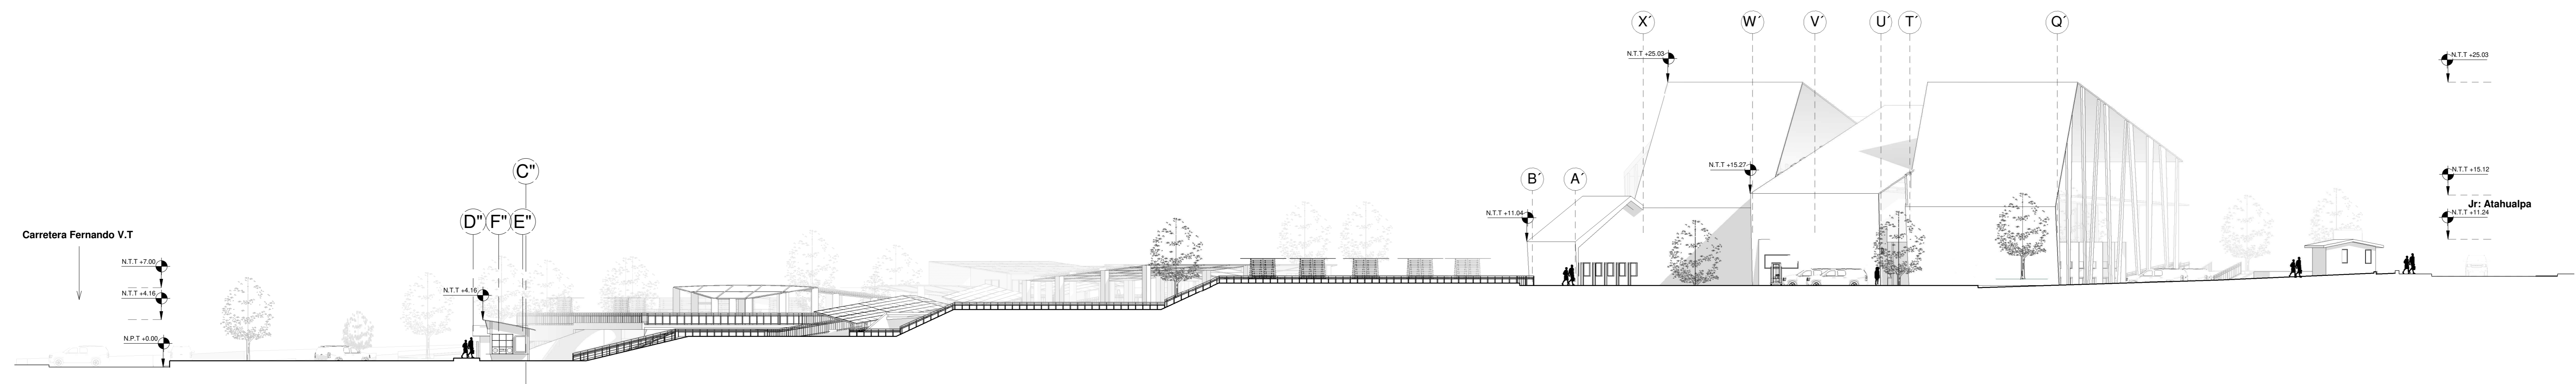 X´
W´
V´
U´
T´
Q´
N.T.T +25.03
N.T.T +25.03
C"
N.T.T +15.27
B´
A´
N.T.T +15.12
Jr: Atahualpa
D"
F"
E"
N.T.T +11.04
N.T.T +11.24
Carretera Fernando V.T
N.T.T +7.00
N.T.T +4.16
N.T.T +4.16
N.P.T +0.00